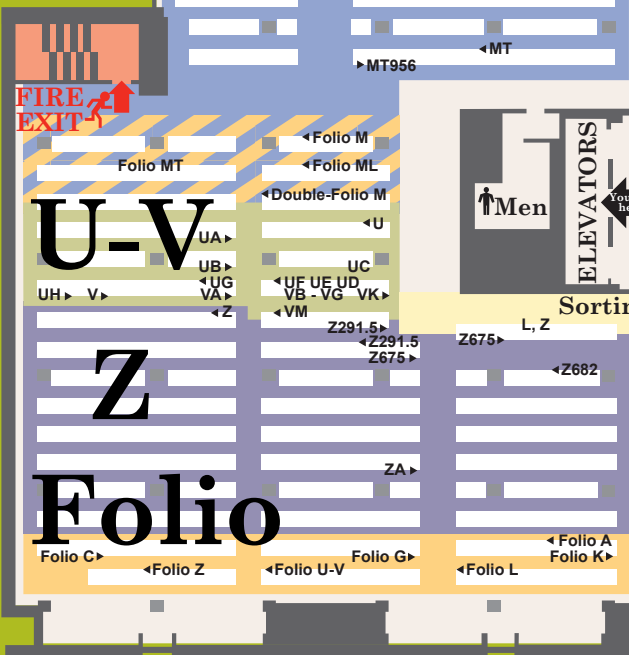 MT
MT956
FIRE
EXIT
Folio M
Folio MT
Folio ML
Double-Folio M
U-V
U
UA
UB
UC
UG
UF UE UD
UH
V
VA
VB - VG
VK
Z
VM
Men
ELEVATORS
You
he
Sortin
L, Z
Z291.5
Z291.5
Z675
Z675
Z682
Z
ZA
Folio
Folio A
Folio C
Folio G
Folio K
Folio Z
Folio U-V
Folio L